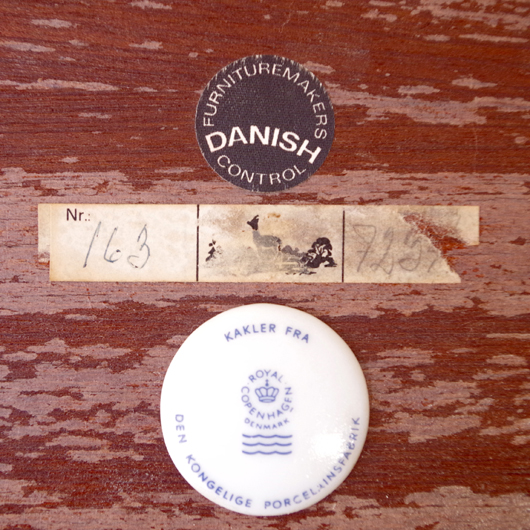 FURNITUREMAKERS
DANISH
CONTROL
Nr.: 163
KAKLER FRA
ROYAL
COPENHAGEN
DENMARK
DEN KONGELIGE PORCELAINSFABRIK